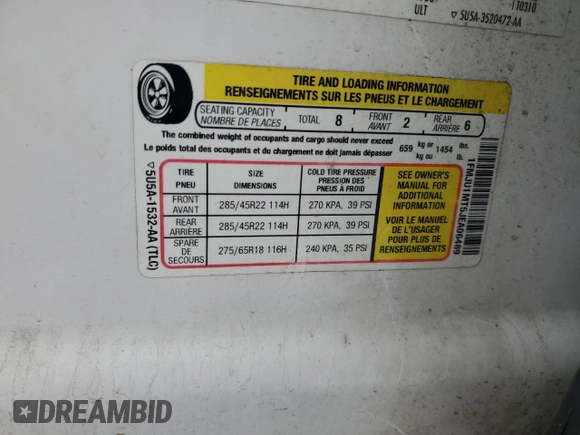 ULT
▽ 5U5A-3520472-AA
110310
TIRE AND LOADING INFORMATION
RENSEIGNEMENTS SUR LES PNEUS ET LE CHARGEMENT
SEATING CAPACITY
NOMBRE DE PLACES
TOTAL 8
FRONT
AVANT 2
REAR
ARRIÈRE 6
The combined weight of occupants and cargo should never exceed
Le poids total des occupants et du chargement ne doit jamais dépasser
659 kg or
kg ou
1454 lbs.
lb.
TIRE
PNEU
SIZE
DIMENSIONS
COLD TIRE PRESSURE
PRESSION DES
PNEUS À FROID
FRONT
AVANT
285/45R22 114H
270 KPA, 39 PSI
REAR
ARRIÈRE
285/45R22 114H
270 KPA, 39 PSI
SPARE
DE
SECOURS
275/65R18 116H
240 KPA, 35 PSI
SEE OWNER'S
MANUAL FOR
ADDITIONAL
INFORMATION
VOIR LE MANUEL
DE L'USAGER
POUR PLUS DE
RENSEIGNEMENTS
▽5U5A-1532-AA (TLC)
1FMJU1MT5JEA06489
DREAMBID